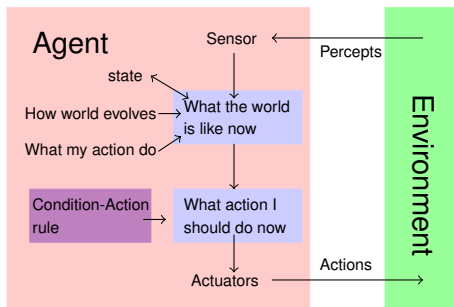 Agent
Sensor
Percepts
state
How world evolves
What the world
is like now
What my action do
Environment
Condition-Action
rule
What action I
should do now
Actuators
Actions